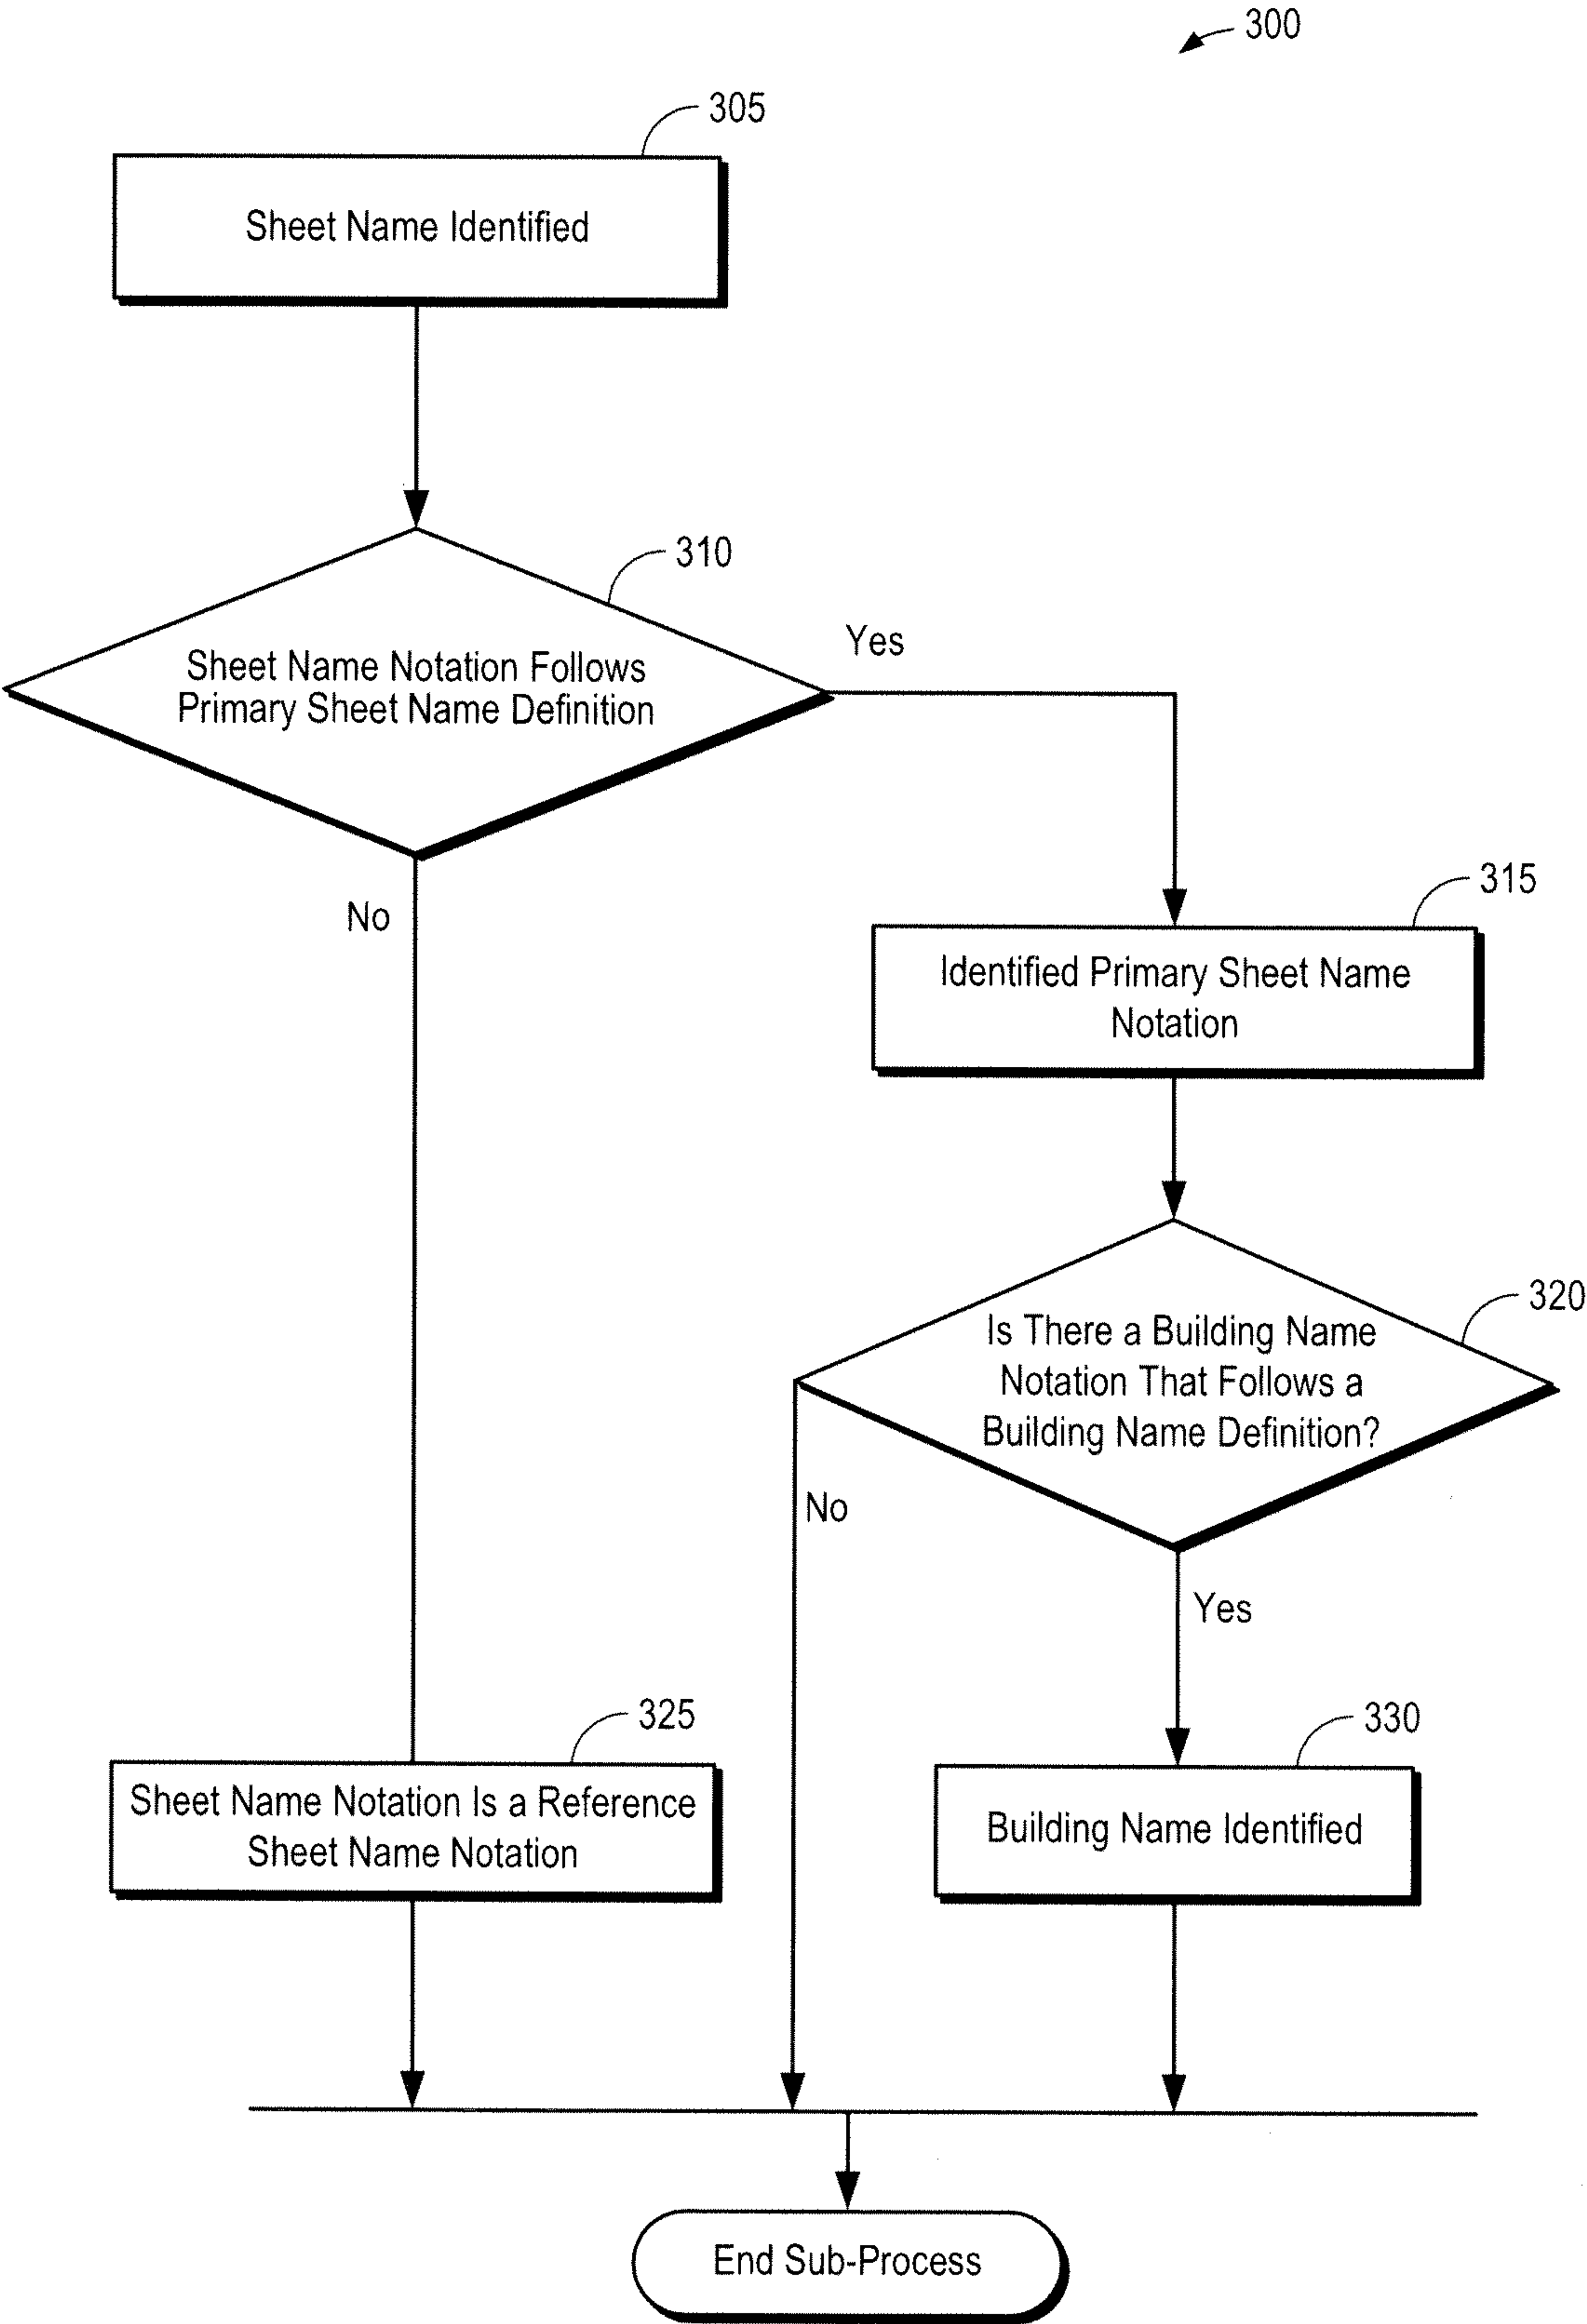 300
305
Sheet Name Identified
310
Sheet Name Notation Follows
Primary Sheet Name Definition
Yes
No
315
Identified Primary Sheet Name
Notation
320
Is There a Building Name
Notation That Follows a
Building Name Definition?
No
Yes
325
Sheet Name Notation Is a Reference
Sheet Name Notation
330
Building Name Identified
End Sub-Process